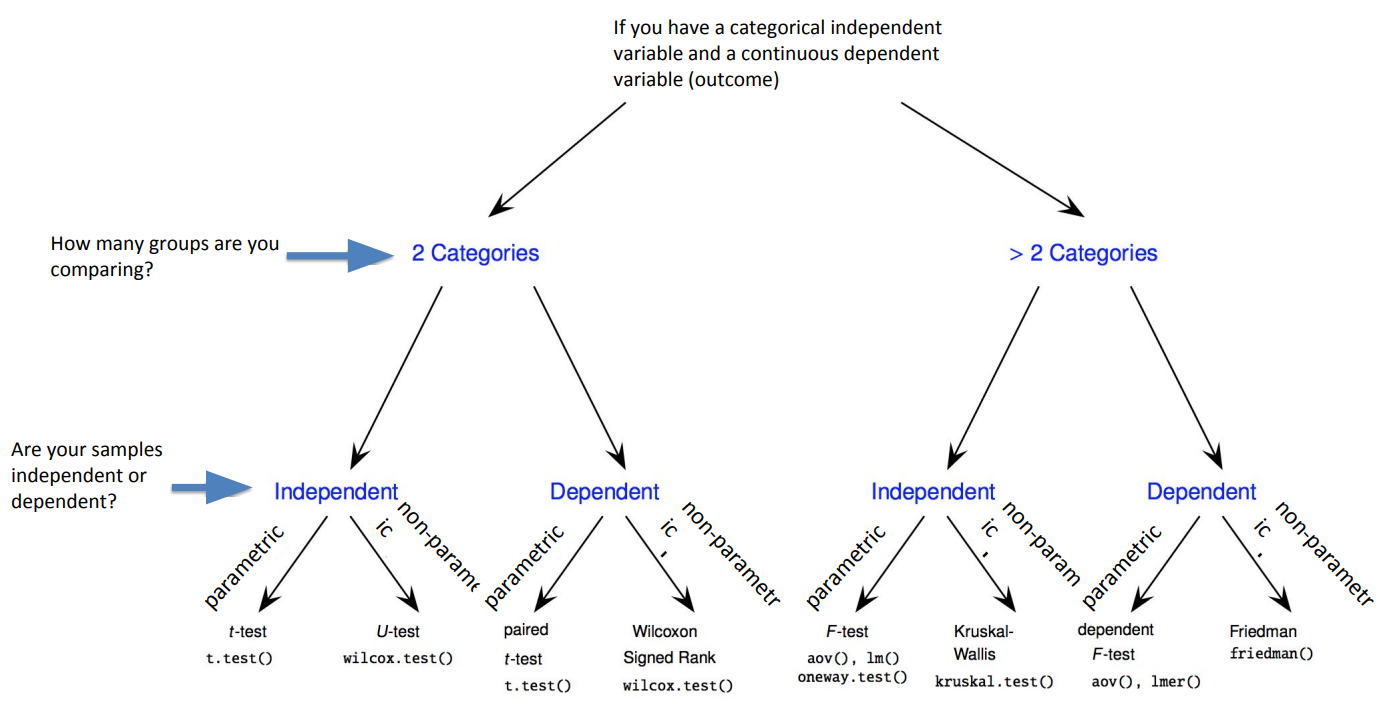 If you have a categorical independent
variable and a continuous dependent
variable (outcome)
How many groups are you
comparing?
2 Categories
> 2 Categories
Are your samples
independent or
dependent?
Independent
Dependent
Independent
Dependent
parametric
ic
non-parame
parametric
ic
non-parametr
parametric
ic
non-param
parametric
ic
non-parametr
t-test
t.test()
U-test
wilcox.test()
paired
t-test
t.test()
Wilcoxon
Signed Rank
wilcox.test()
F-test
aov(), lm()
oneway.test()
Kruskal-
Wallis
kruskal.test()
dependent
F-test
aov(), lmer()
Friedman
friedman()